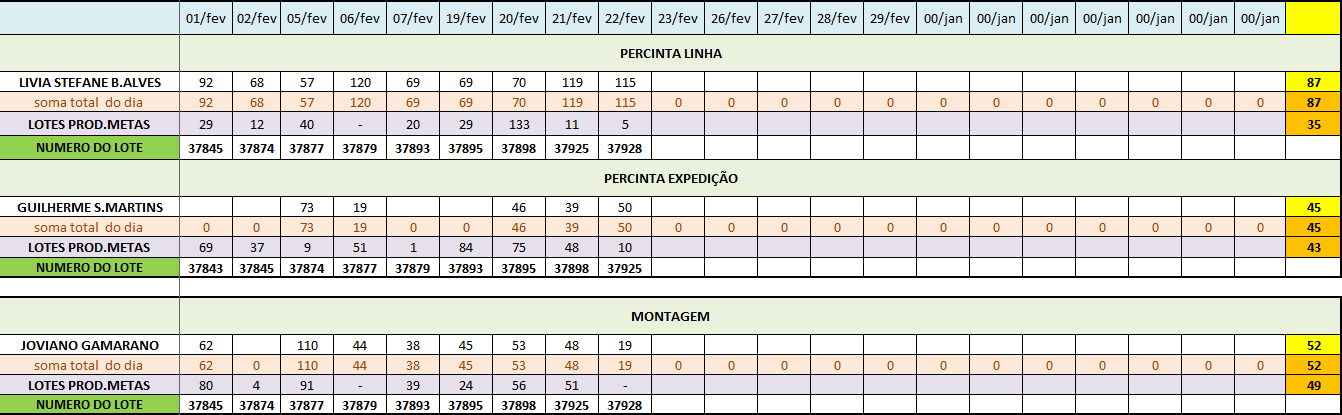 01/fev 02/fev 05/fev 06/fev 07/fev 19/fev 20/fev 21/fev 22/fev 23/fev 26/fev 27/fev 28/fev 29/fev 00/jan 00/jan 00/jan 00/jan 00/jan 00/jan 00/jan
PERCINTA LINHA
LIVIA STEFANE B.ALVES 92 68 57 120 69 69 70 119 115 87
soma total do dia 92 68 57 120 69 69 70 119 115 0 0 0 0 0 0 0 0 0 0 0 0 87
LOTES PROD.METAS 29 12 40 - 20 29 133 11 5 35
NUMERO DO LOTE 37845 37874 37877 37879 37893 37895 37898 37925 37928
PERCINTA EXPEDIÇÃO
GUILHERME S.MARTINS 73 19 46 39 50 45
soma total do dia 0 0 73 19 0 0 46 39 50 0 0 0 0 0 0 0 0 0 0 0 0 45
LOTES PROD.METAS 69 37 9 51 1 84 75 48 10 43
NUMERO DO LOTE 37843 37845 37874 37877 37879 37893 37895 37898 37925
MONTAGEM
JOVIANO GAMARANO 62 110 44 38 45 53 48 19 52
soma total do dia 62 0 110 44 38 45 53 48 19 0 0 0 0 0 0 0 0 0 0 0 0 52
LOTES PROD.METAS 80 4 91 - 39 24 56 51 - 49
NUMERO DO LOTE 37845 37874 37877 37879 37893 37895 37898 37925 37928